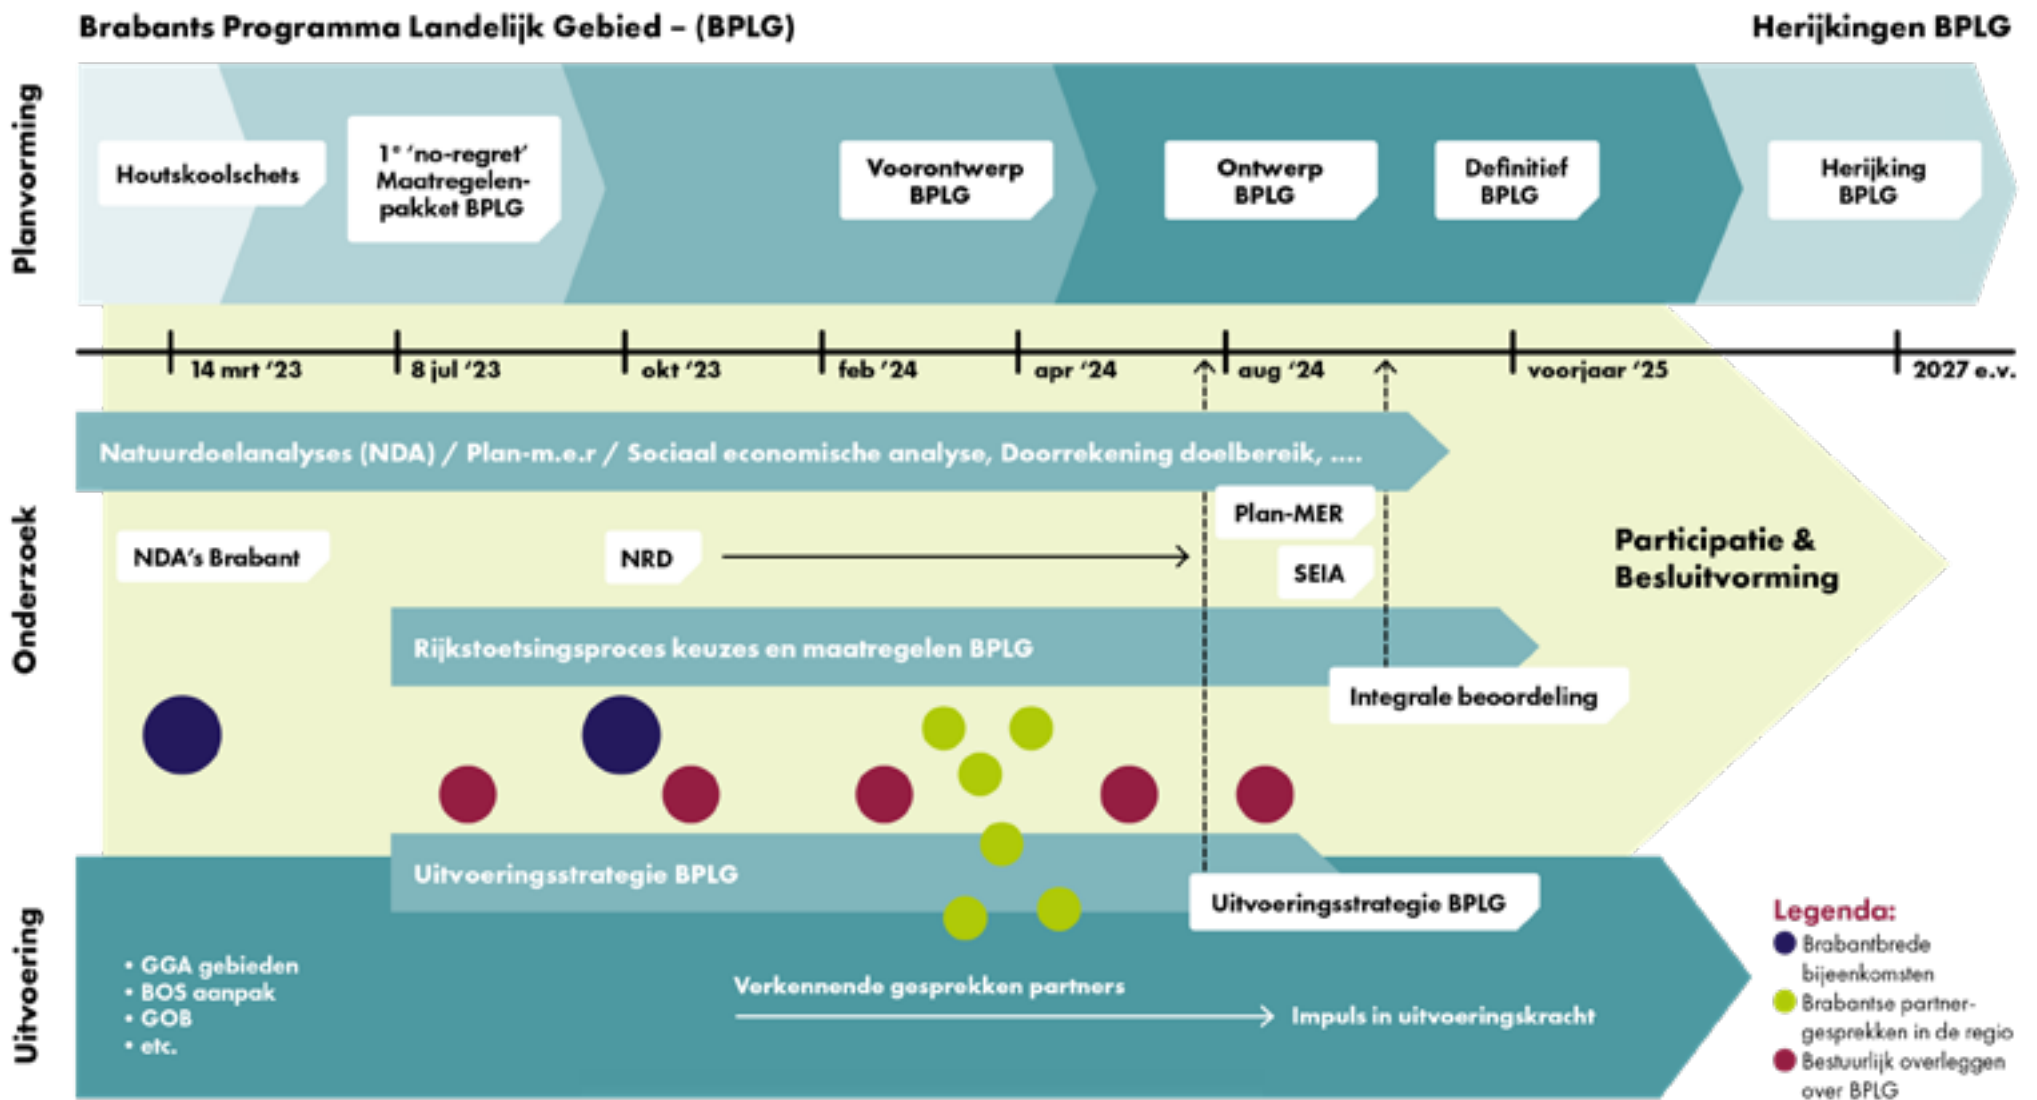 Brabants Programma Landelijk Gebied – (BPLG)
Herijkingen BPLG
Planvorming
Houtskoolschets
1e ‘no-regret’
Maatregelen-
pakket BPLG
Voorontwerp
BPLG
Ontwerp
BPLG
Definitief
BPLG
Herijking
BPLG
14 mrt ‘23
8 jul ‘23
okt ‘23
feb ‘24
apr ‘24
aug ‘24
voorjaar ‘25
2027 e.v.
Onderzoek
Natuurdoelanalyses (NDA) / Plan-m.e.r / Sociaal economische analyse, Doorrekening doelbereik, ....
NDA’s Brabant
NRD
Plan-MER
SEIA
Participatie &
Besluitvorming
Rijkstoetsingsproces keuzes en maatregelen BPLG
Integrale beoordeling
Uitvoering
Uitvoeringsstrategie BPLG
Uitvoeringsstrategie BPLG
• GGA gebieden
• BOS aanpak
• GOB
• etc.
Verkennende gesprekken partners
Impuls in uitvoeringskracht
Legenda:
Brabantbrede
bijeenkomsten
Brabantse partner-
gesprekken in de regio
Bestuurlijk overleggen
over BPLG